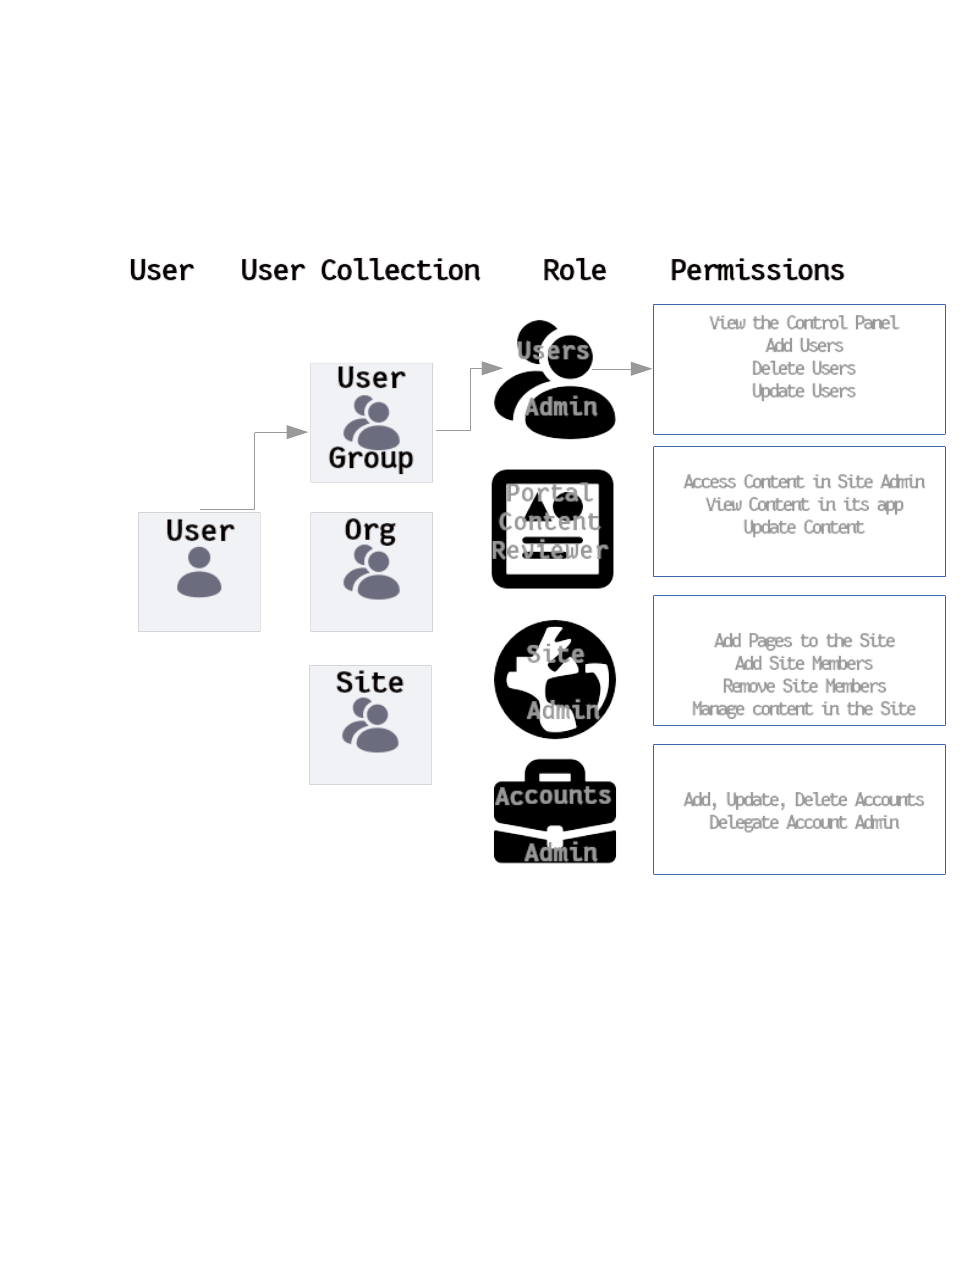 User
User Collection
Role
Permissions
User
User
Group
Org
Site
Users
Admin
Portal
Content
Reviewer
Site
Admin
Accounts
Admin
View the Control Panel
Add Users
Delete Users
Update Users
Access Content in Site Admin
View Content in its app
Update Content
Add Pages to the Site
Add Site Members
Remove Site Members
Manage content in the Site
Add, Update, Delete Accounts
Delegate Account Admin